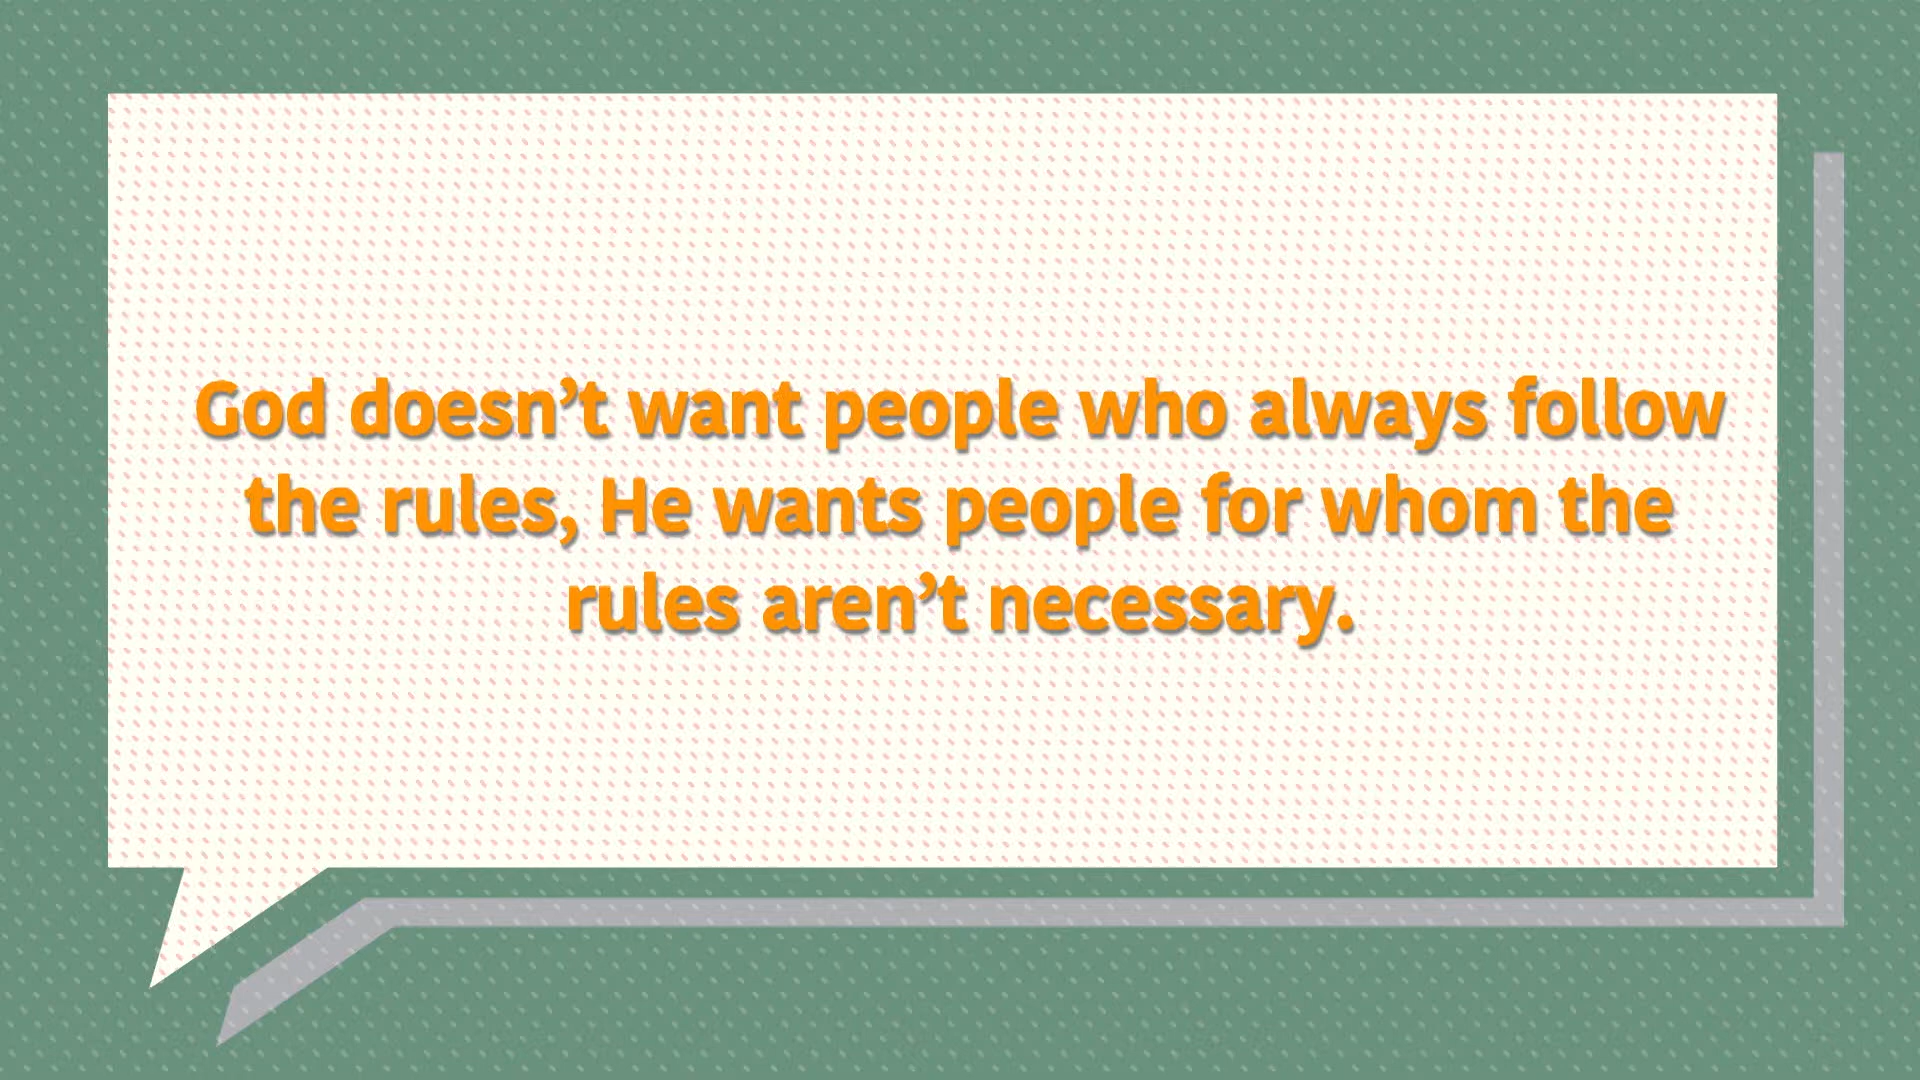 God doesn’t want people who always follow
the rules, He wants people for whom the
rules aren’t necessary.